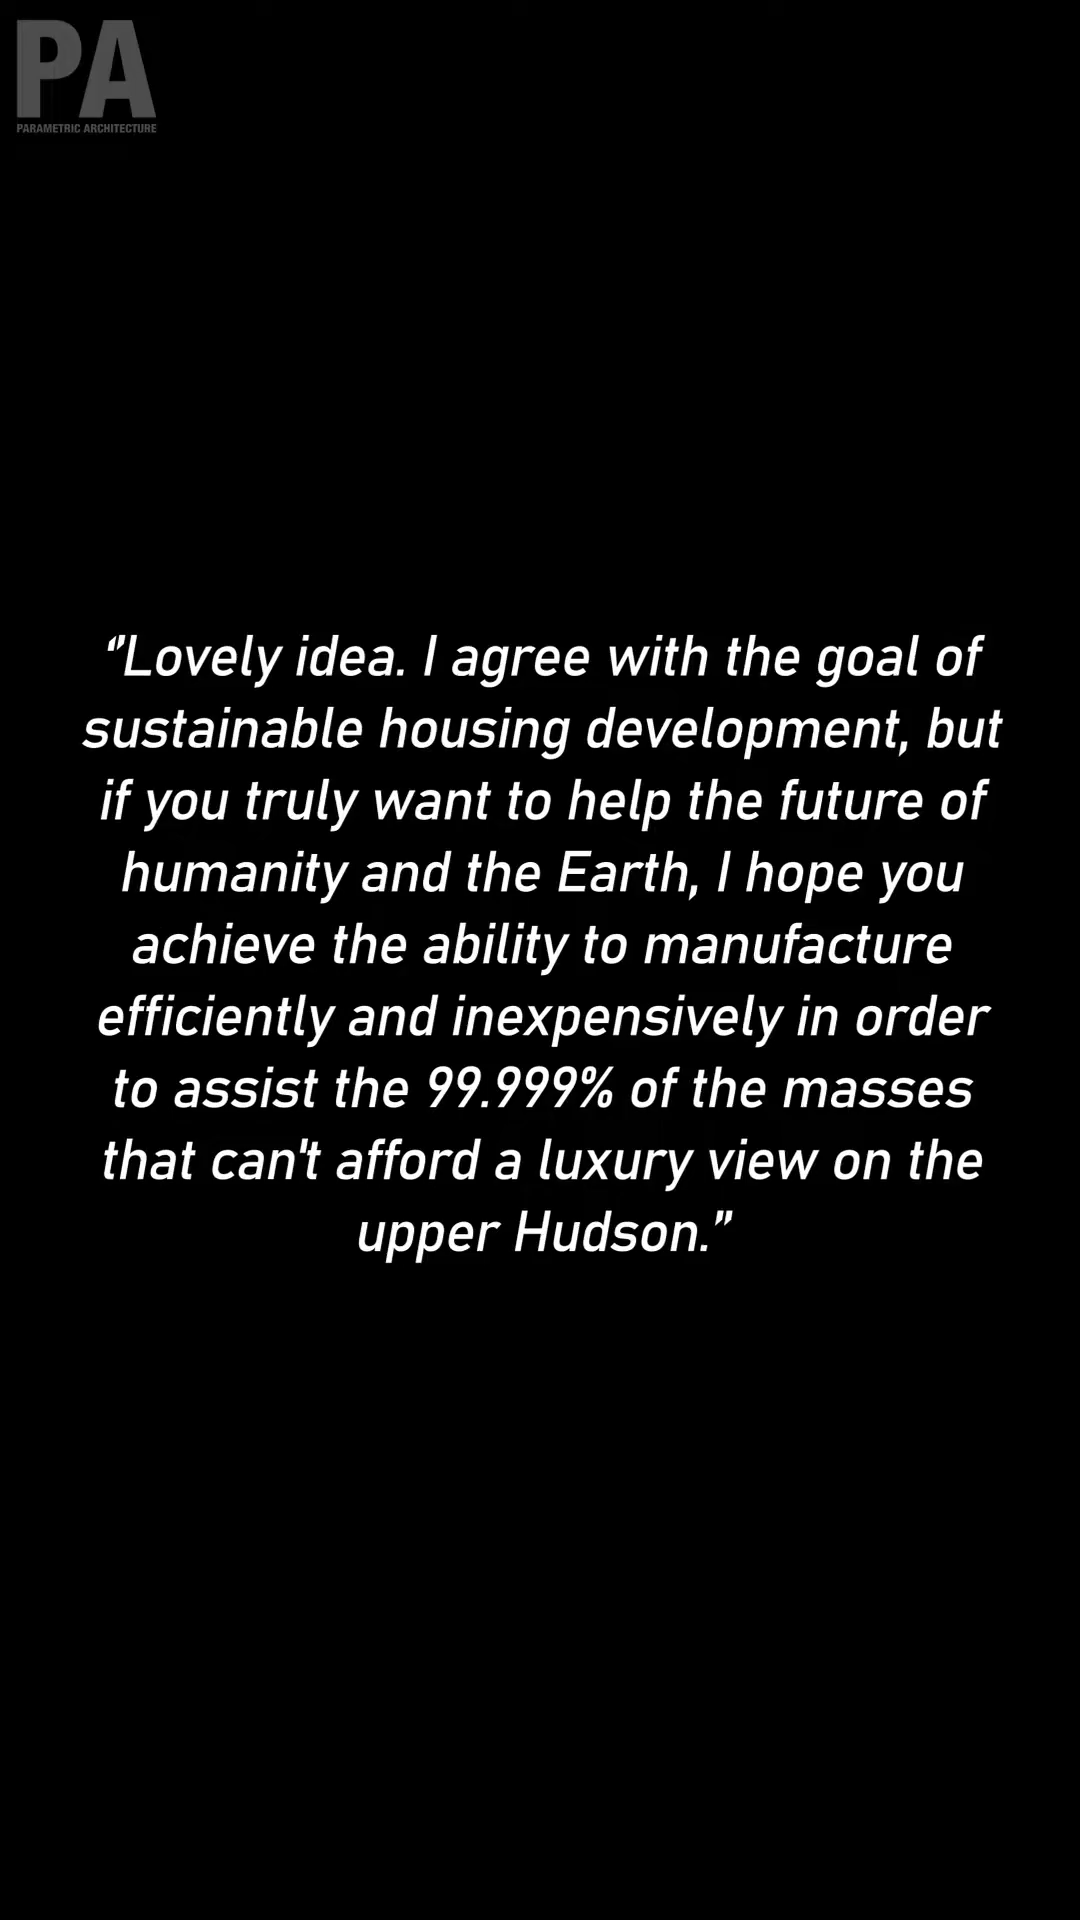 PA
PARAMETRIC ARCHITECTURE
“Lovely idea. I agree with the goal of
sustainable housing development, but
if you truly want to help the future of
humanity and the Earth, I hope you
achieve the ability to manufacture
efficiently and inexpensively in order
to assist the 99.999% of the masses
that can't afford a luxury view on the
upper Hudson.”